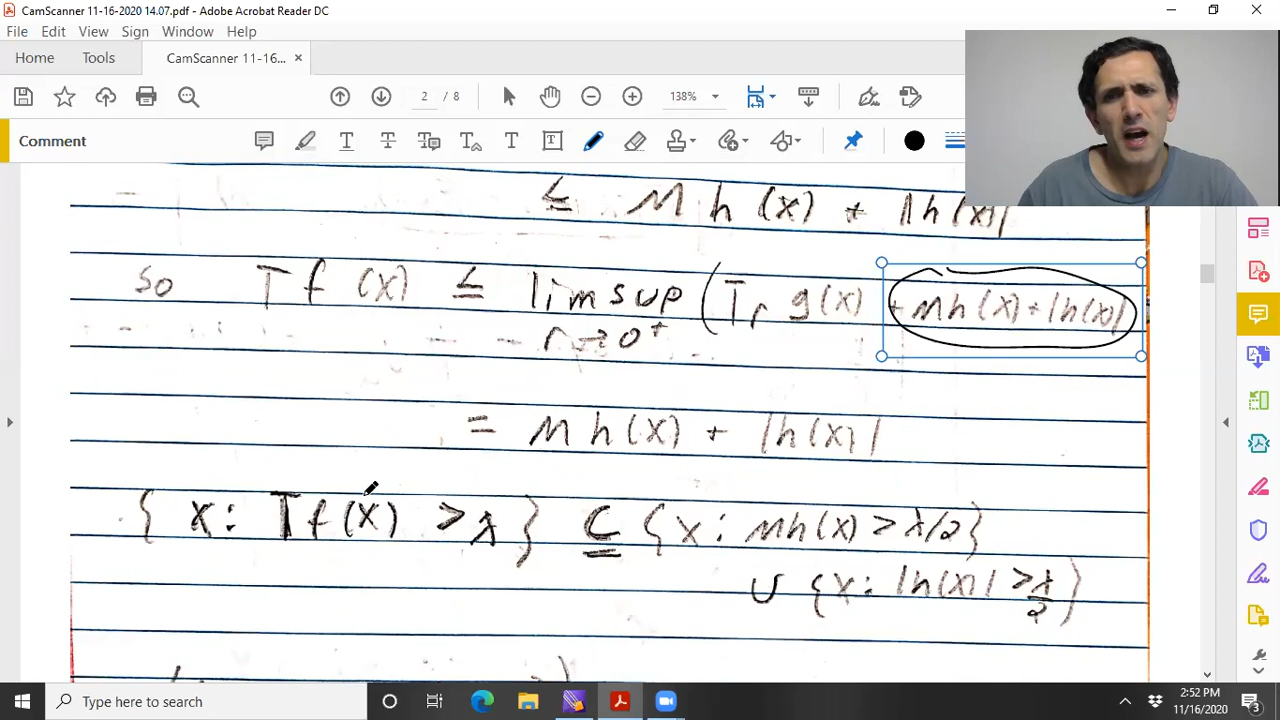 CamScanner 11-16-2020 14.07.pdf - Adobe Acrobat Reader DC
File Edit View Sign Window Help
Home Tools CamScanner 11-16... ×
2 / 8 138%
Comment
≤ Mh(x) + |h(x)|
so Tf(x) ≤ limsup (Tr g(x) + Mh(x) + |h(x)|
r→0+
= Mh(x) + |h(x)|
{x: Tf(x) > λ} ⊆ {x: Mh(x) > λ/2}
∪ {x: |h(x)| > λ/2}
Type here to search
2:52 PM
11/16/2020
3